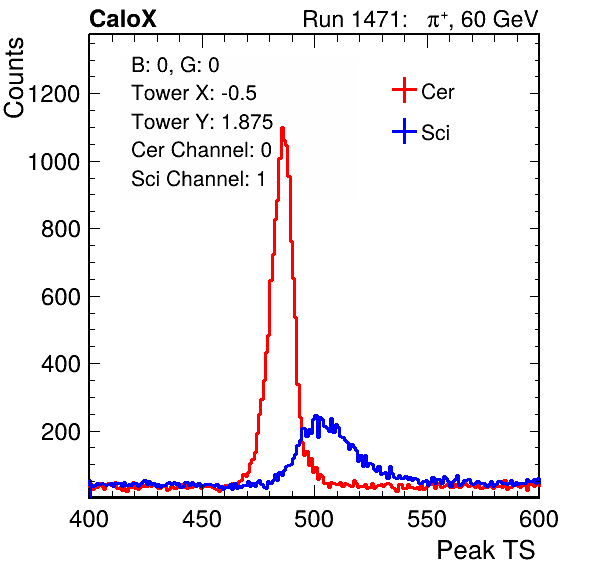 CaloX
Run 1471: π⁺, 60 GeV
Counts
B: 0, G: 0
Tower X: -0.5
Tower Y: 1.875
Cer Channel: 0
Sci Channel: 1
Cer
Sci
1200
1000
800
600
400
200
400 450 500 550 600
Peak TS